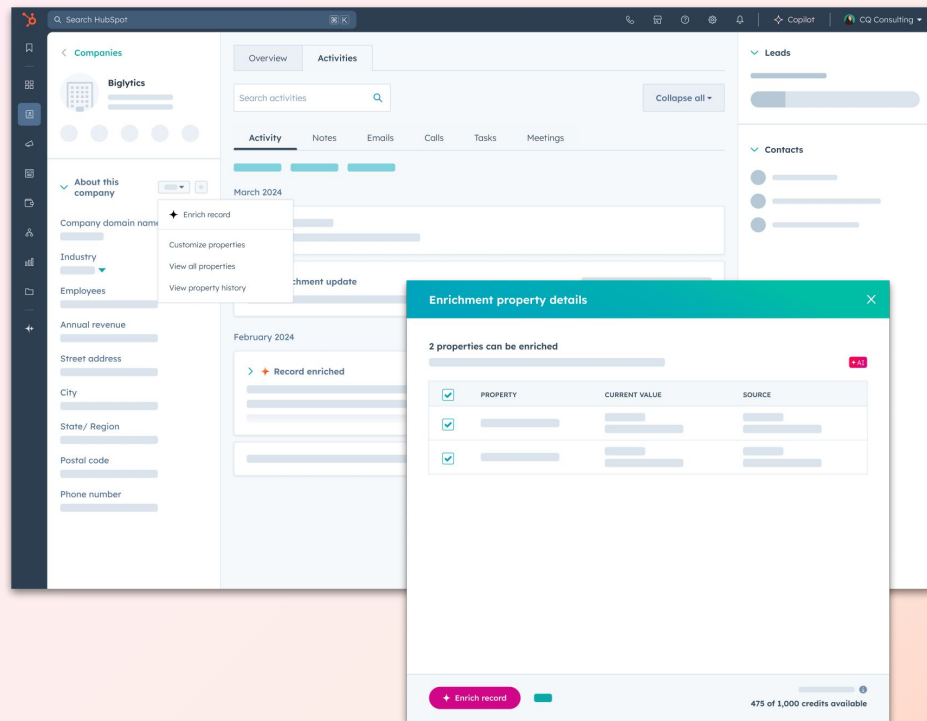 Search HubSpot
⌘ K
Copilot
CQ Consulting
Companies
Biglytics
About this
company
Enrich record
Customize properties
View all properties
View property history
Company domain name
Industry
Employees
Annual revenue
Street address
City
State/ Region
Postal code
Phone number
Overview
Activities
Search activities
Collapse all
Activity
Notes
Emails
Calls
Tasks
Meetings
March 2024
update
February 2024
Record enriched
Leads
Contacts
Enrichment property details
2 properties can be enriched
AI
PROPERTY
CURRENT VALUE
SOURCE
Enrich record
475 of 1,000 credits available